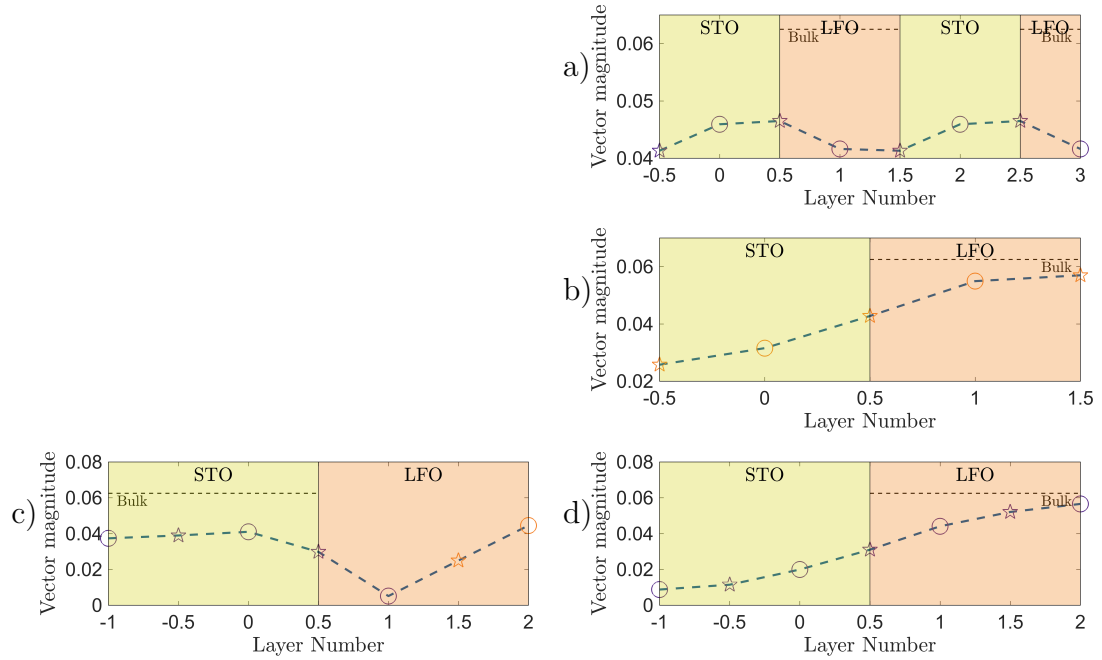 a)
Vector magnitude
0.06
0.05
0.04
STO
LFO
STO
LFO
Bulk
Bulk
-0.5 0 0.5 1 1.5 2 2.5 3
Layer Number
b)
Vector magnitude
0.06
0.04
0.02
STO
LFO
Bulk
-0.5 0 0.5 1 1.5
Layer Number
c)
Vector magnitude
0.08
0.06
0.04
0.02
0
STO
LFO
Bulk
-1 -0.5 0 0.5 1 1.5 2
Layer Number
d)
Vector magnitude
0.08
0.06
0.04
0.02
0
STO
LFO
Bulk
-1 -0.5 0 0.5 1 1.5 2
Layer Number